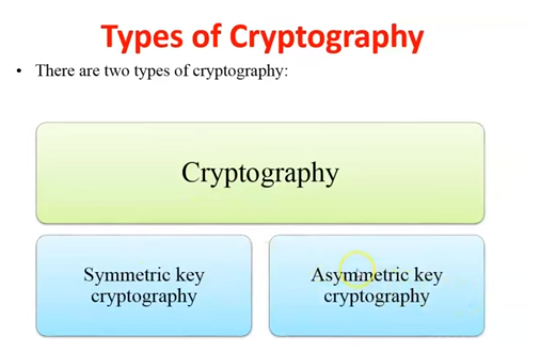 Types of Cryptography
• There are two types of cryptography:
Cryptography
Symmetric key
cryptography
Asymmetric key
cryptography